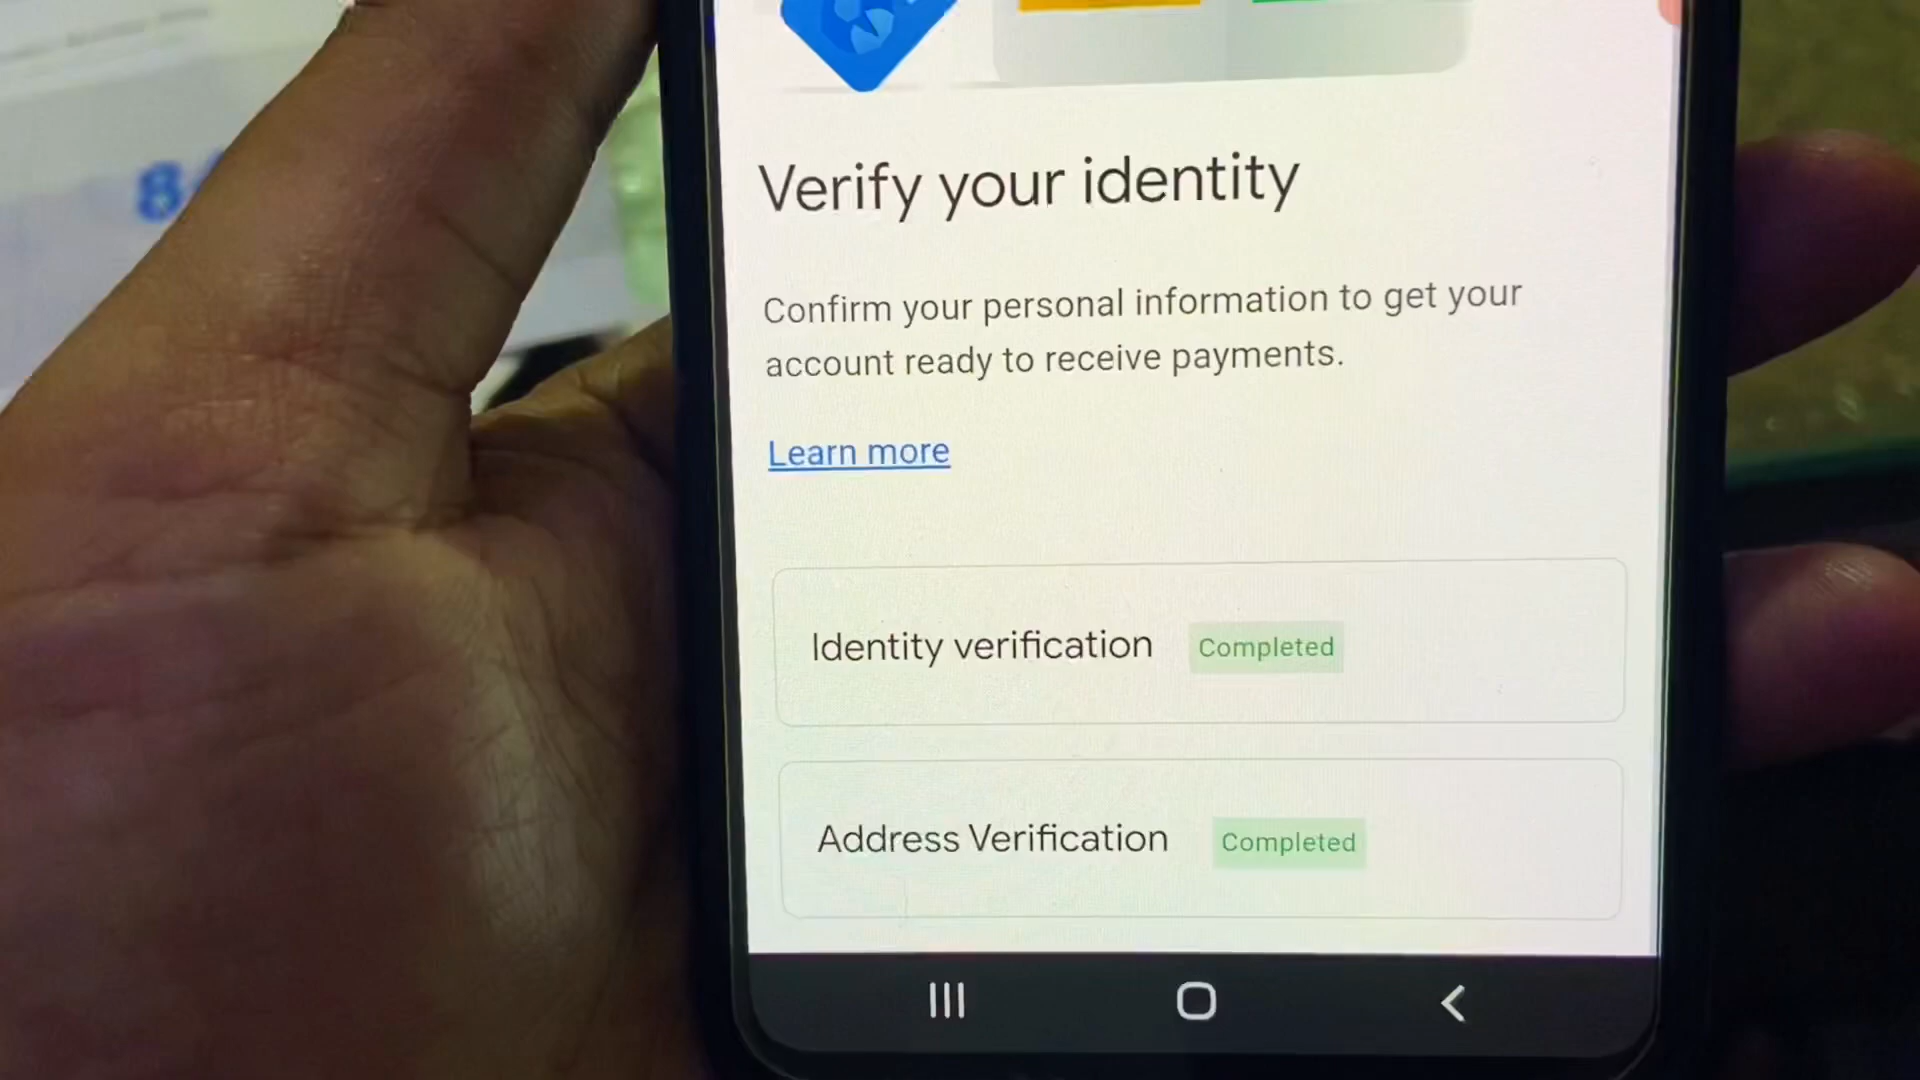 Verify your identity
Confirm your personal information to get your
account ready to receive payments.
Learn more
Identity verification Completed
Address Verification Completed